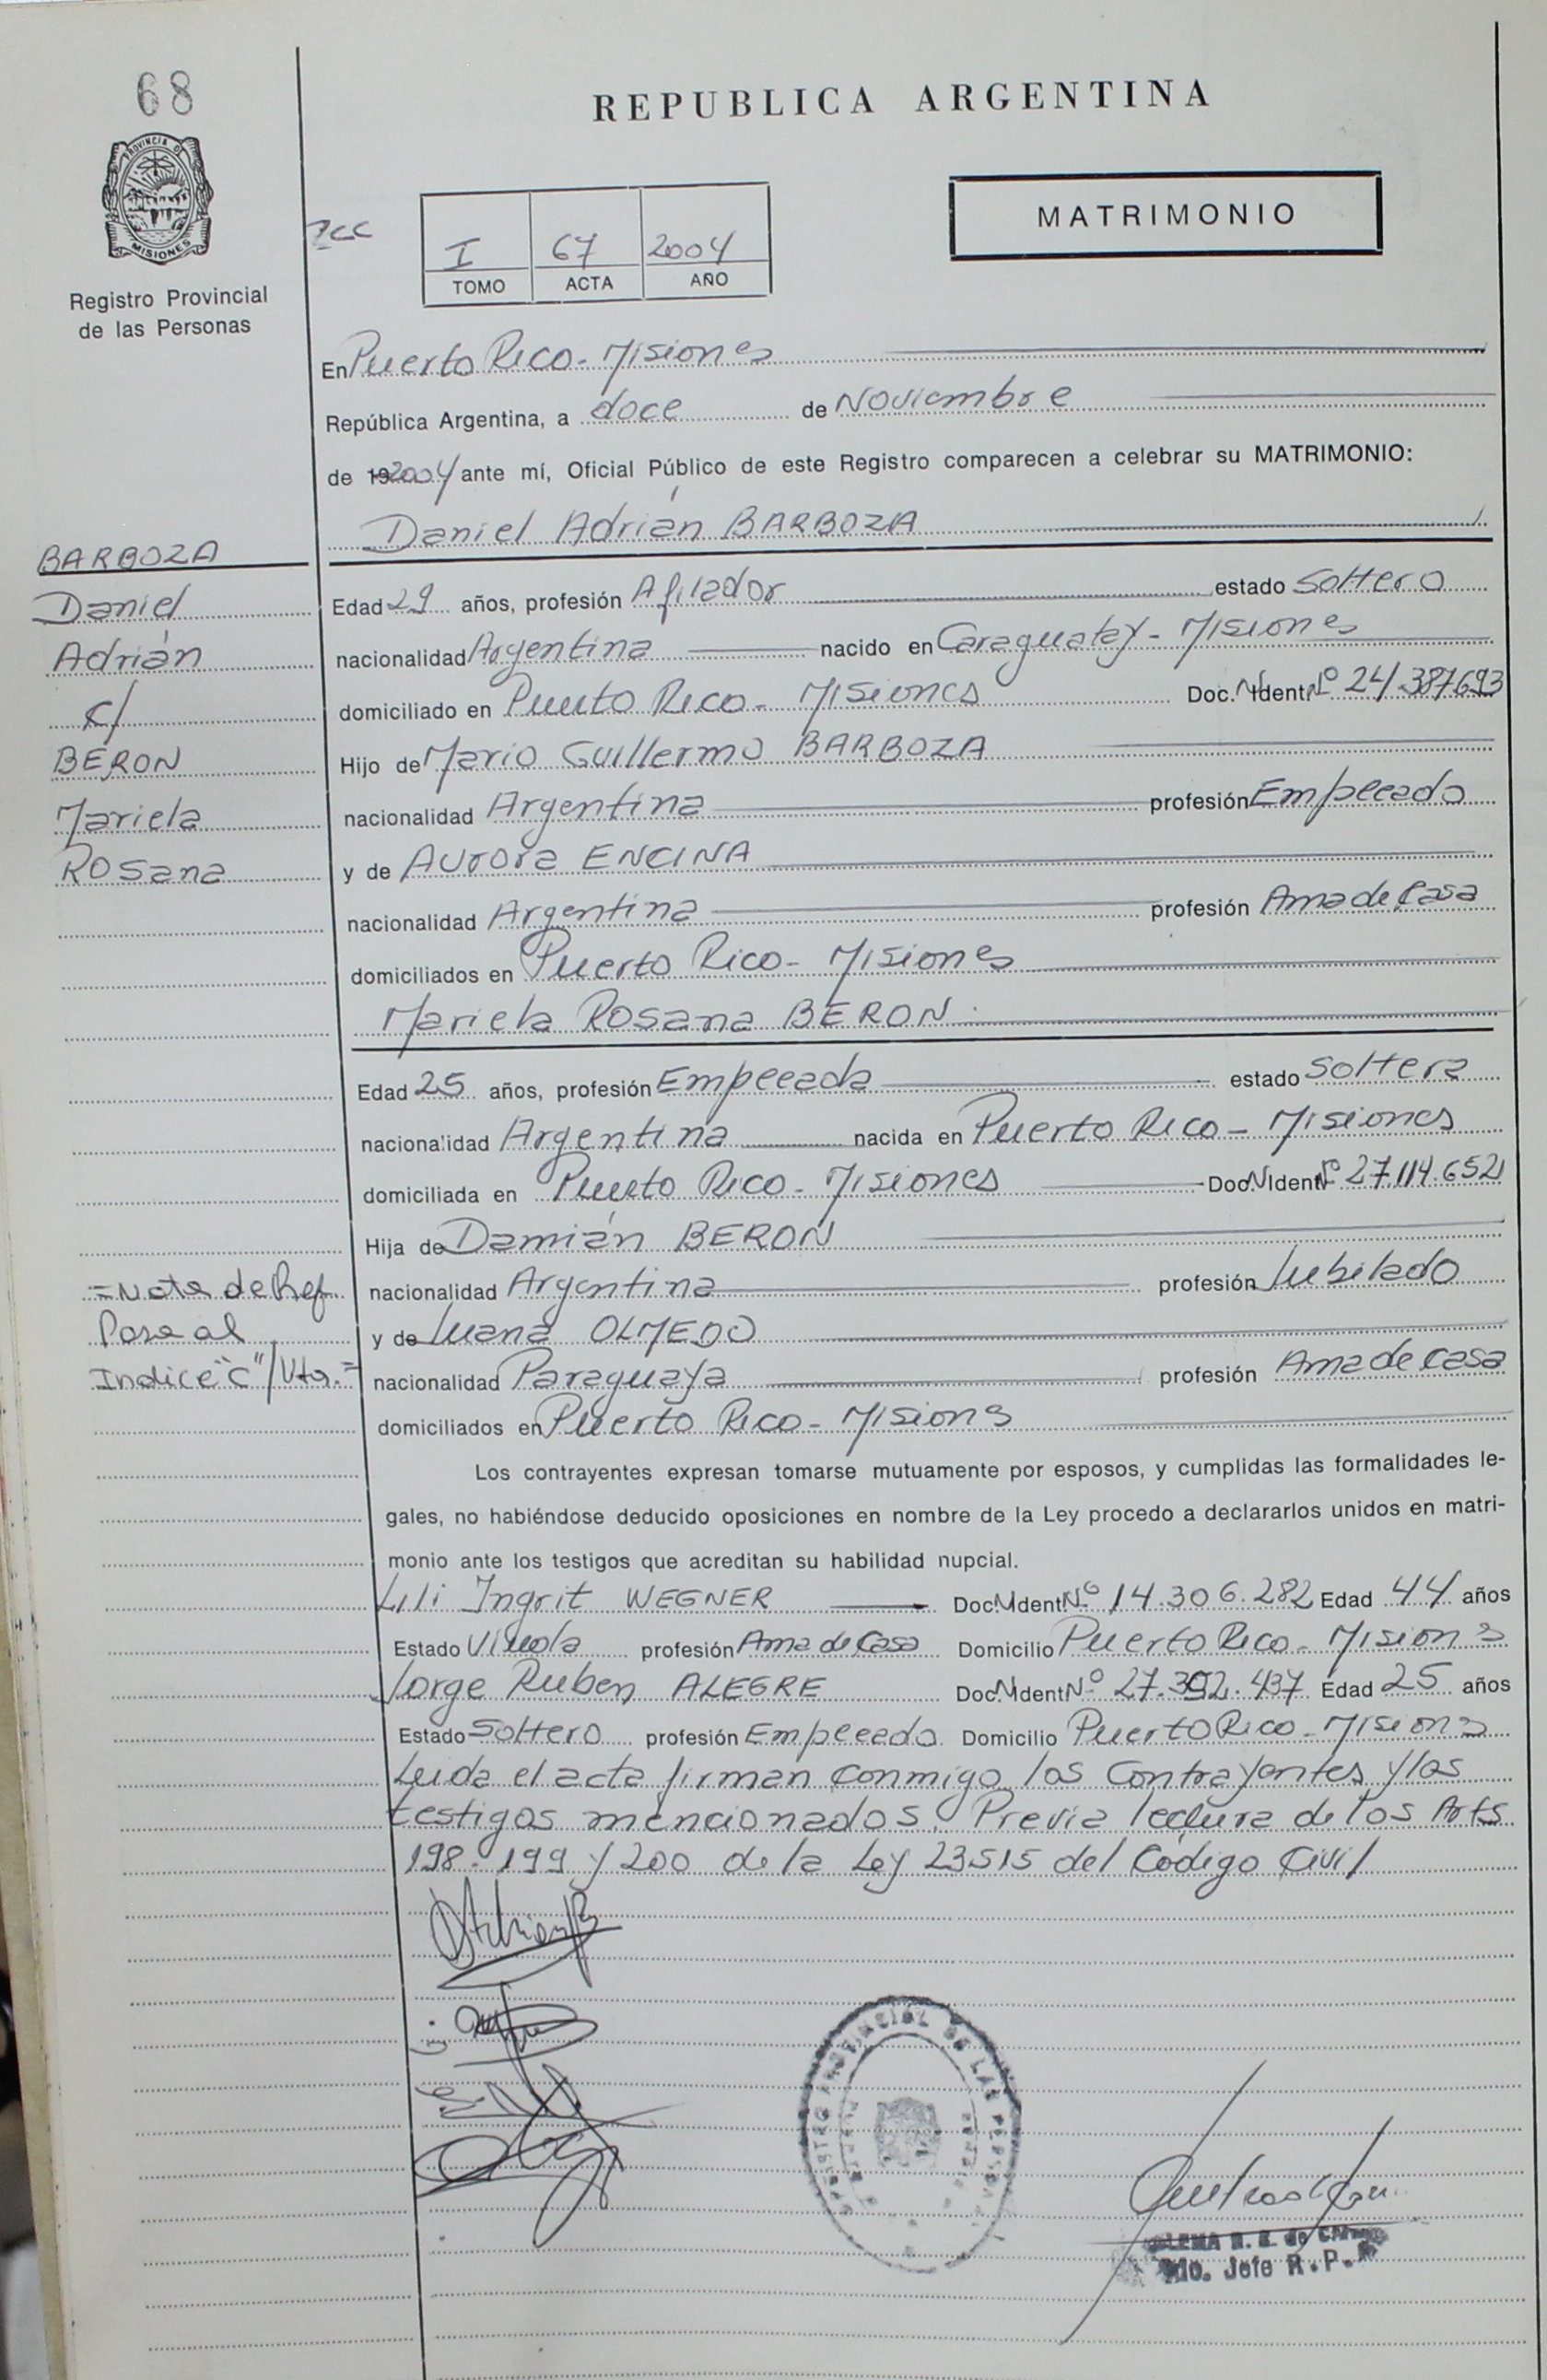 68
REPUBLICA ARGENTINA
PROVINCIA DE MISIONES
Registro Provincial
de las Personas
I 67 2004
TOMO ACTA AÑO
MATRIMONIO
En Puerto Rico - Misiones
República Argentina, a doce de Noviembre
de 19 2004 ante mí, Oficial Público de este Registro comparecen a celebrar su MATRIMONIO:
Daniel Adrián BARBOZA
BARBOZA
Daniel
Adrián
c/
BERON
Mariela
Rosana
Edad 29 años, profesión Afilador estado Soltero
nacionalidad Argentina nacido en Caraguatay - Misiones
domiciliado en Puerto Rico - Misiones Doc. N. Ident. Nº 24/387693
Hijo de Mario Guillermo BARBOZA
nacionalidad Argentina profesión Empleado
y de Aurora ENCINA
nacionalidad Argentina profesión Ama de Casa
domiciliados en Puerto Rico - Misiones
Mariela Rosana BERON
Edad 25 años, profesión Empleada estado Soltera
nacionalidad Argentina nacida en Puerto Rico - Misiones
domiciliada en Puerto Rico - Misiones Doc. N. Ident. Nº 27.114.652
Hija de Damián BERON
nacionalidad Argentina profesión Jubilado
y de Juana OLMEDO
nacionalidad Paraguaya profesión Ama de casa
domiciliados en Puerto Rico - Misiones
= Nota de Ref.
Pasa al
Indice "C" / Vta. =
Los contrayentes expresan tomarse mutuamente por esposos, y cumplidas las formalidades le-
gales, no habiéndose deducido oposiciones en nombre de la Ley procedo a declararlos unidos en matri-
monio ante los testigos que acreditan su habilidad nupcial.
Lili Ingrit WEGNER Doc. N. Ident. Nº 14.306.282 Edad 44 años
Estado Viuda profesión Ama de Casa Domicilio Puerto Rico - Misiones
Jorge Ruben ALEGRE Doc. N. Ident. Nº 27.392.437 Edad 25 años
Estado Soltero profesión Empleado Domicilio Puerto Rico - Misiones
Leida el acta firman conmigo los Contrayentes y los
testigos mencionados. Previa lectura de los Arts
198 - 199 y 200 de la Ley 23515 del Código Civil
REGISTRO PROVINCIAL DE LAS PERSONAS
Jefe R.P.